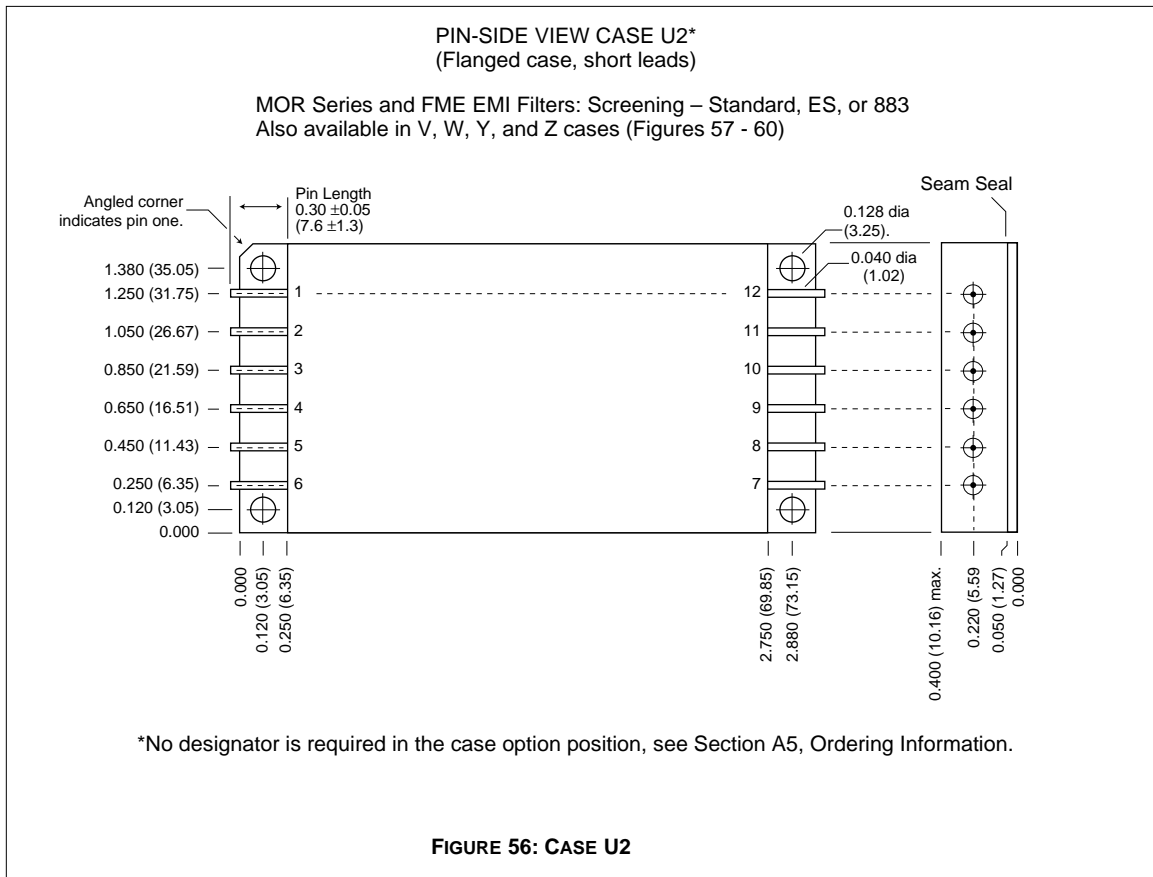 PIN-SIDE VIEW CASE U2*
(Flanged case, short leads)
MOR Series and FME EMI Filters: Screening – Standard, ES, or 883
Also available in V, W, Y, and Z cases (Figures 57 - 60)
Angled corner
indicates pin one.
Pin Length
0.30 ±0.05
(7.6 ±1.3)
Seam Seal
0.128 dia
(3.25).
0.040 dia
(1.02)
1.380 (35.05)
1.250 (31.75)
1.050 (26.67)
0.850 (21.59)
0.650 (16.51)
0.450 (11.43)
0.250 (6.35)
0.120 (3.05)
0.000
1
2
3
4
5
6
12
11
10
9
8
7
0.000
0.120 (3.05)
0.250 (6.35)
2.750 (69.85)
2.880 (73.15)
0.400 (10.16) max.
0.220 (5.59
0.050 (1.27)
0.000
*No designator is required in the case option position, see Section A5, Ordering Information.
FIGURE 56: CASE U2